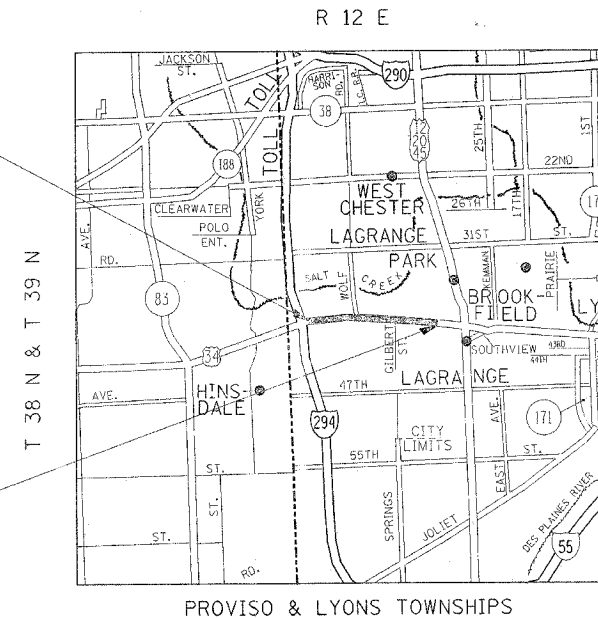 R 12 E
JACKSON
ST.
TOLL
HARRI-
SON
RD.
I.C. R.R.
290
38
TOLL
12
20
45
25TH
1ST
188
22ND
WEST
CHESTER
17TH
26TH
CLEARWATER
YORK
POLO
ENT.
AVE.
LAGRANGE
PARK
31ST
ST.
RD.
SALT
CREEK
WOLF
KEMMAN
PRAIRIE
83
BROOK-
FIELD
LY
T 38 N & T 39 N
34
GILBERT
ST.
SOUTHVIEW
43RD
44TH
HINS-
DALE
47TH
LAGRANGE
AVE.
AVE.
171
294
CITY
LIMITS
55TH
ST.
ST.
EAST
ST.
SPRINGS
JOLIET
DES PLAINES RIVER
ST.
RD.
55
PROVISO & LYONS TOWNSHIPS